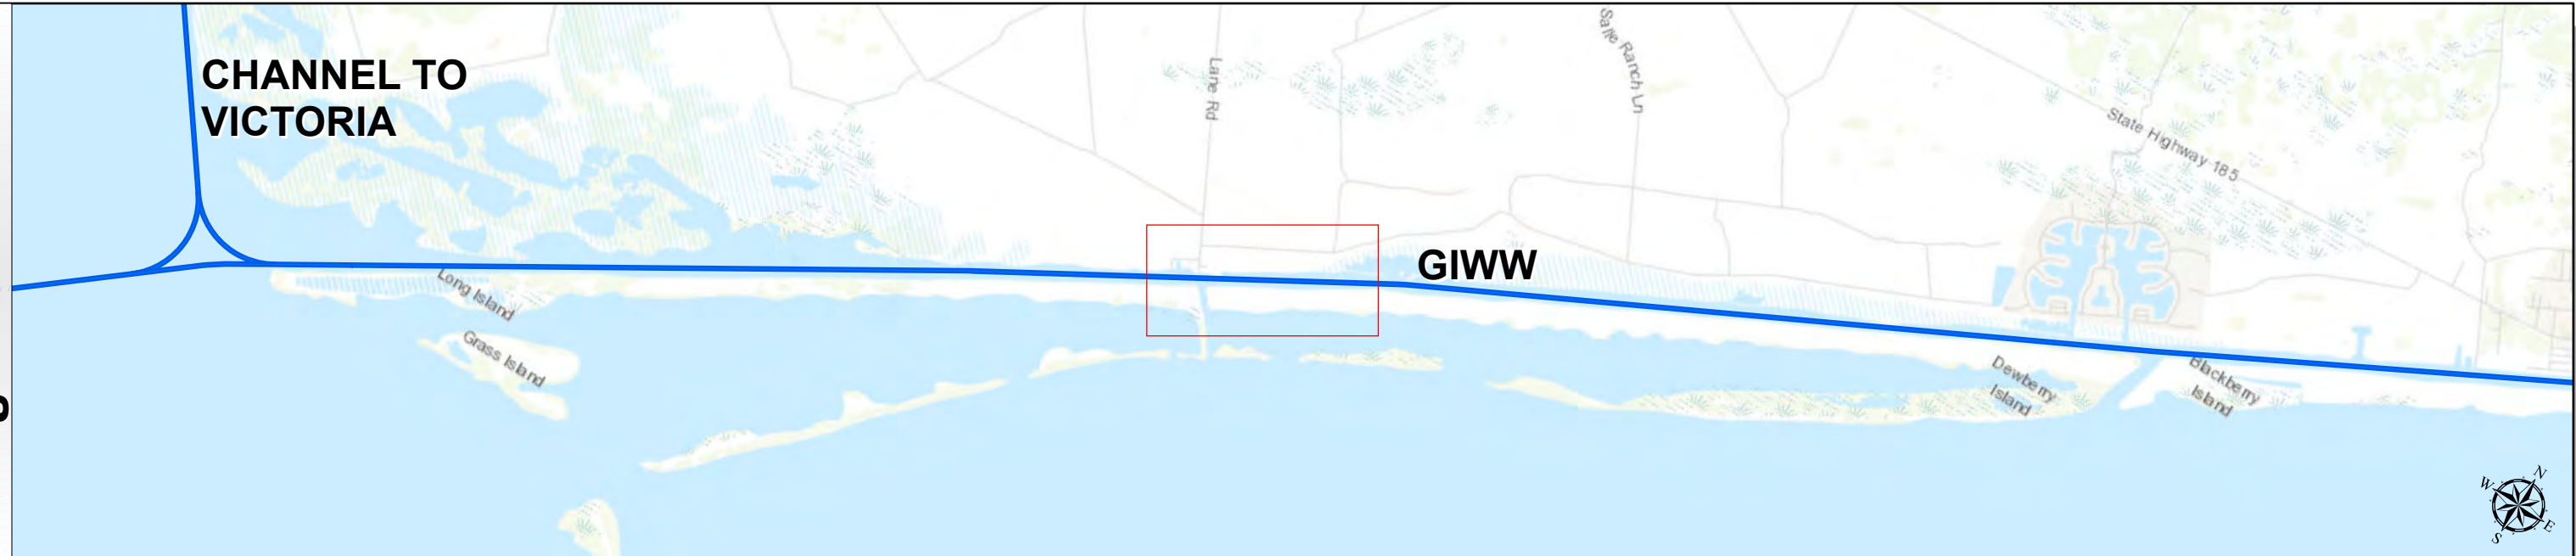 CHANNEL TO
VICTORIA
Lane Rd
Ranch Ln
State Highway 185
GIWW
Long Island
Grass Island
Dewberry
Island
Blackberry
Island
N
W
E
S